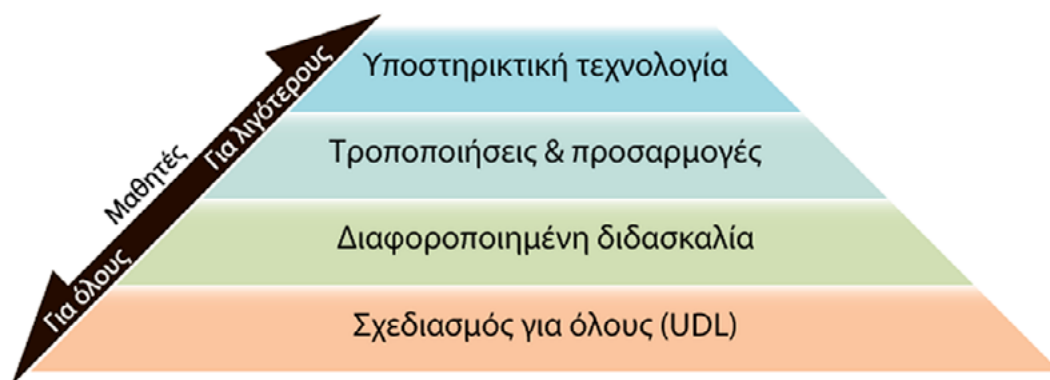 Υποστηρικτική τεχνολογία
Τροποποιήσεις & προσαρμογές
Διαφοροποιημένη διδασκαλία
Σχεδιασμός για όλους (UDL)
Μαθητές
Για λιγότερους
Για όλους